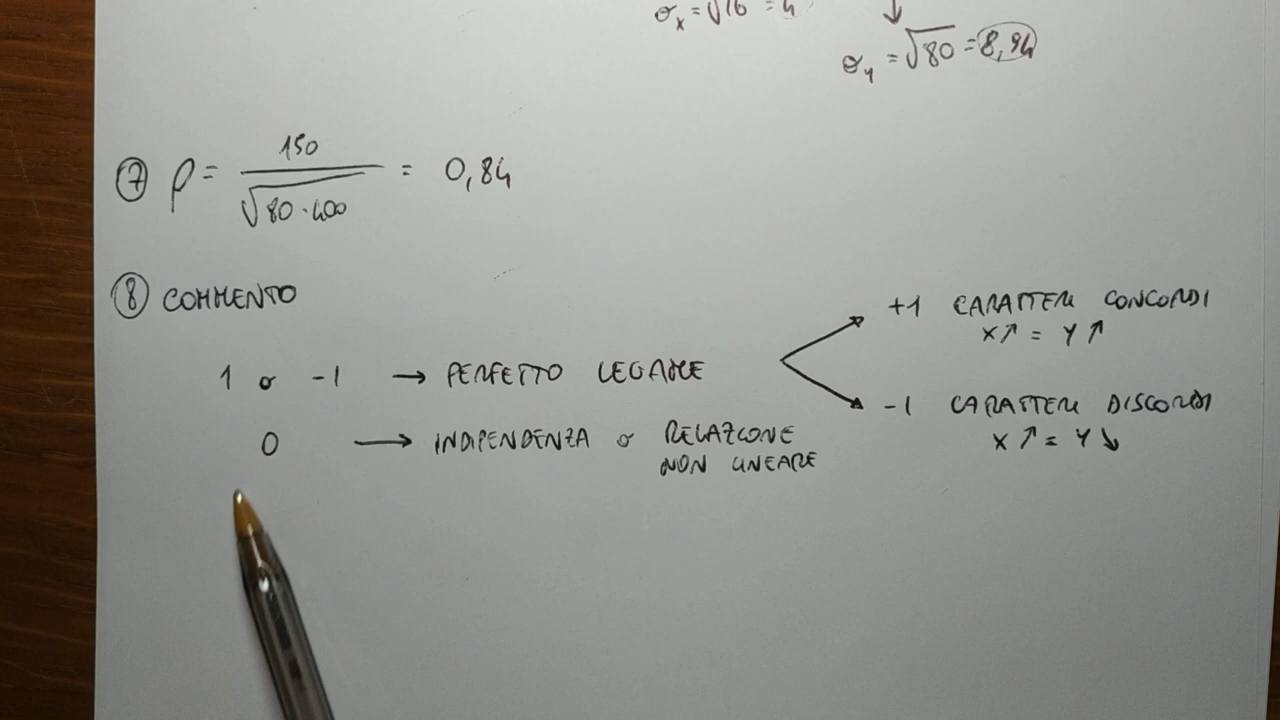 σx = √16 = 4
↓
σy = √80 = 8,94
⑦ ρ = 150 / √80·400 = 0,84
⑧ COMMENTO
+1 CARATTERI CONCORDI
X↗ = Y↗
1 o -1 → PERFETTO LEGAME
-1 CARATTERI DISCORDI
X↗ = Y↘
0 → INDIPENDENZA o RELAZIONE
NON LINEARE